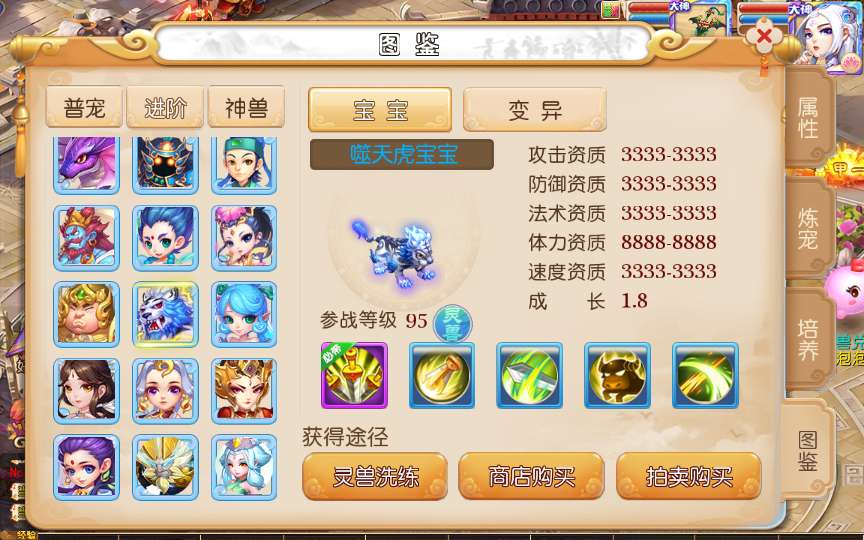 大神
大神
图鉴
普宠 进阶 神兽
宝宝 变异
噬天虎宝宝
攻击资质 3333-3333
防御资质 3333-3333
法术资质 3333-3333
体力资质 8888-8888
速度资质 3333-3333
成长 1.8
参战等级 95
灵兽
必带
获得途径
灵兽洗练 商店购买 拍卖购买
属性
炼宠
培养
图鉴
经验